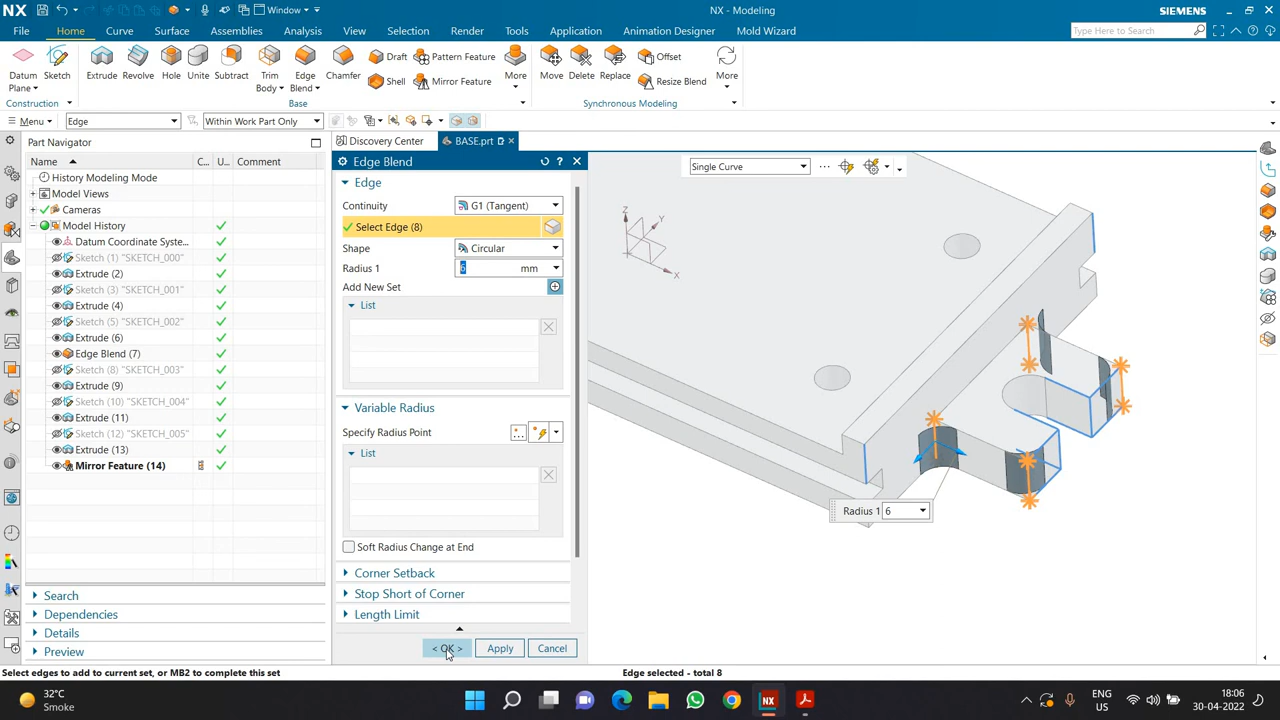 NX
Window
NX - Modeling
SIEMENS
File
Home
Curve
Surface
Assemblies
Analysis
View
Selection
Render
Tools
Application
Animation Designer
Mold Wizard
Type Here to Search
Datum Plane
Sketch
Extrude
Revolve
Hole
Unite
Subtract
Trim Body
Edge Blend
Chamfer
Draft
Shell
Pattern Feature
Mirror Feature
More
Move
Delete
Replace
Offset
Resize Blend
More
Construction
Base
Synchronous Modeling
Menu
Edge
Within Work Part Only
Part Navigator
Discovery Center
BASE.prt
Name
C...
U...
Comment
History Modeling Mode
Model Views
Cameras
Model History
Datum Coordinate Syste...
Sketch (1) "SKETCH_000"
Extrude (2)
Sketch (3) "SKETCH_001"
Extrude (4)
Sketch (5) "SKETCH_002"
Extrude (6)
Edge Blend (7)
Sketch (8) "SKETCH_003"
Extrude (9)
Sketch (10) "SKETCH_004"
Extrude (11)
Sketch (12) "SKETCH_005"
Extrude (13)
Mirror Feature (14)
Search
Dependencies
Details
Preview
Edge Blend
Edge
Continuity
G1 (Tangent)
Select Edge (8)
Shape
Circular
Radius 1
6
mm
Add New Set
List
Variable Radius
Specify Radius Point
List
Soft Radius Change at End
Corner Setback
Stop Short of Corner
Length Limit
< OK >
Apply
Cancel
Single Curve
Z
Y
X
Radius 1 6
Select edges to add to current set, or MB2 to complete this set
Edge selected - total 8
32°C
Smoke
ENG
US
18:06
30-04-2022